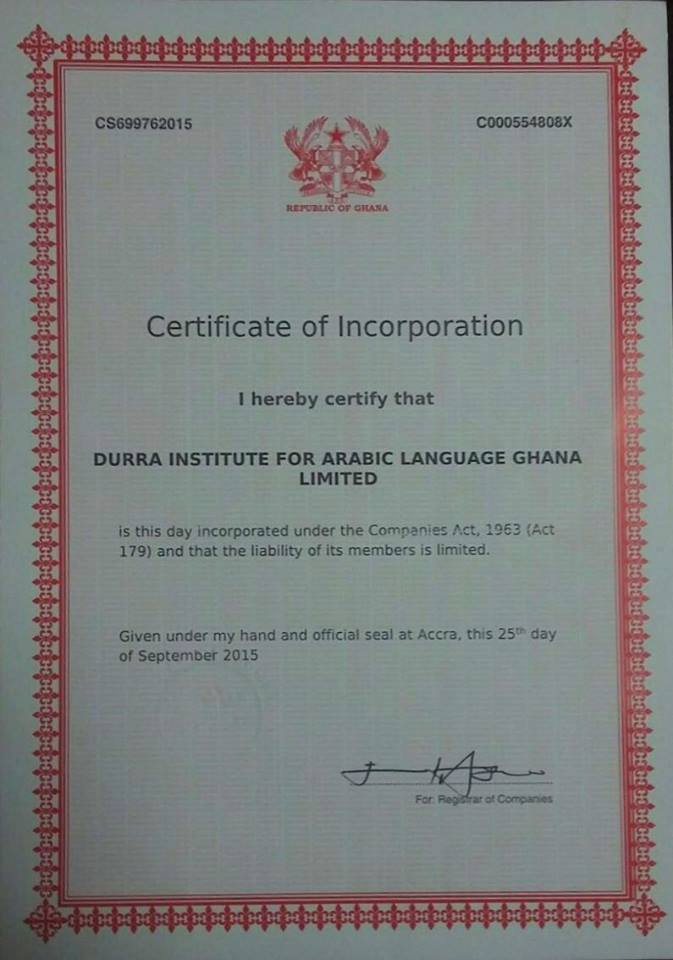 CS699762015
C000554808X
REPUBLIC OF GHANA
Certificate of Incorporation
I hereby certify that
DURRA INSTITUTE FOR ARABIC LANGUAGE GHANA
LIMITED
is this day incorporated under the Companies Act, 1963 (Act
179) and that the liability of its members is limited.
Given under my hand and official seal at Accra, this 25th day
of September 2015
For: Registrar of Companies